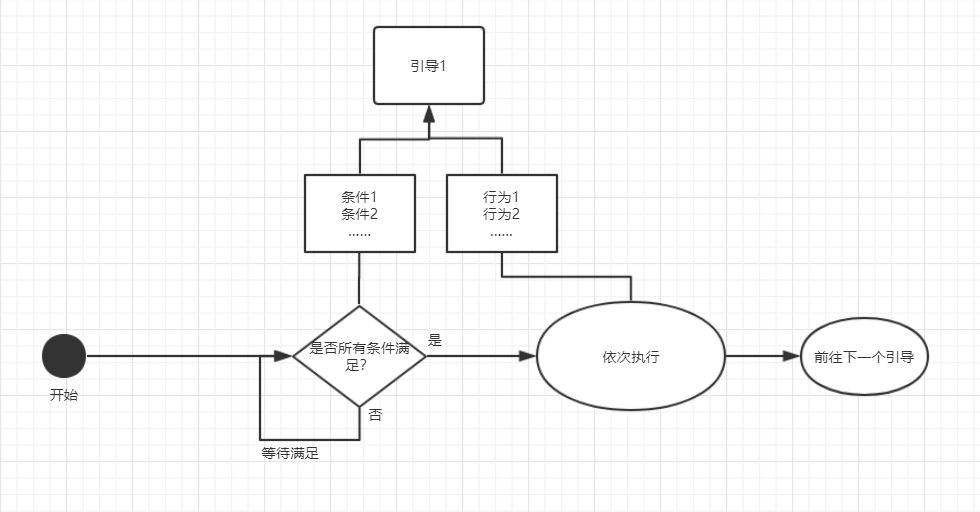 引导1
条件1
条件2
……
行为1
行为2
……
是否所有条件满
足？
是
否
等待满足
开始
依次执行
前往下一个引导